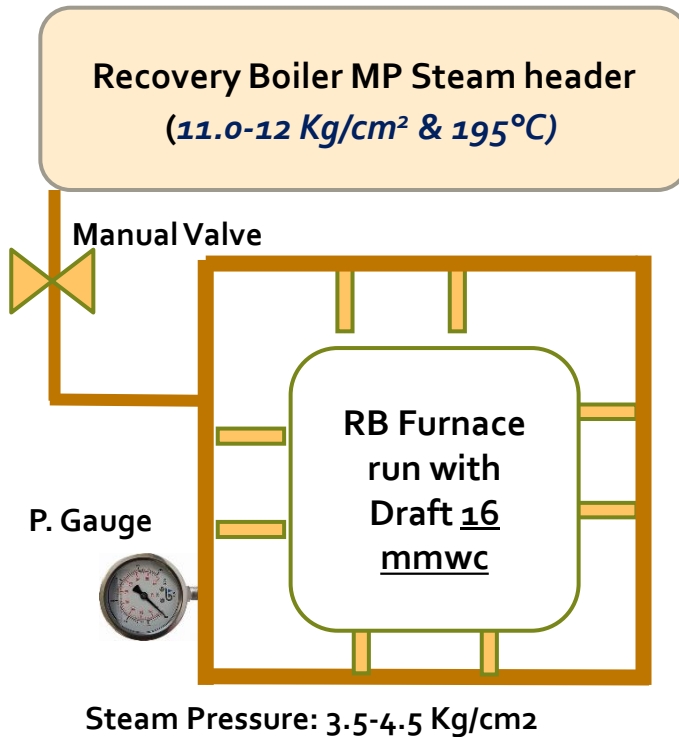 Recovery Boiler MP Steam header
(11.0-12 Kg/cm² & 195°C)
Manual Valve
RB Furnace
run with
Draft 16
mmwc
P. Gauge
Steam Pressure: 3.5-4.5 Kg/cm2